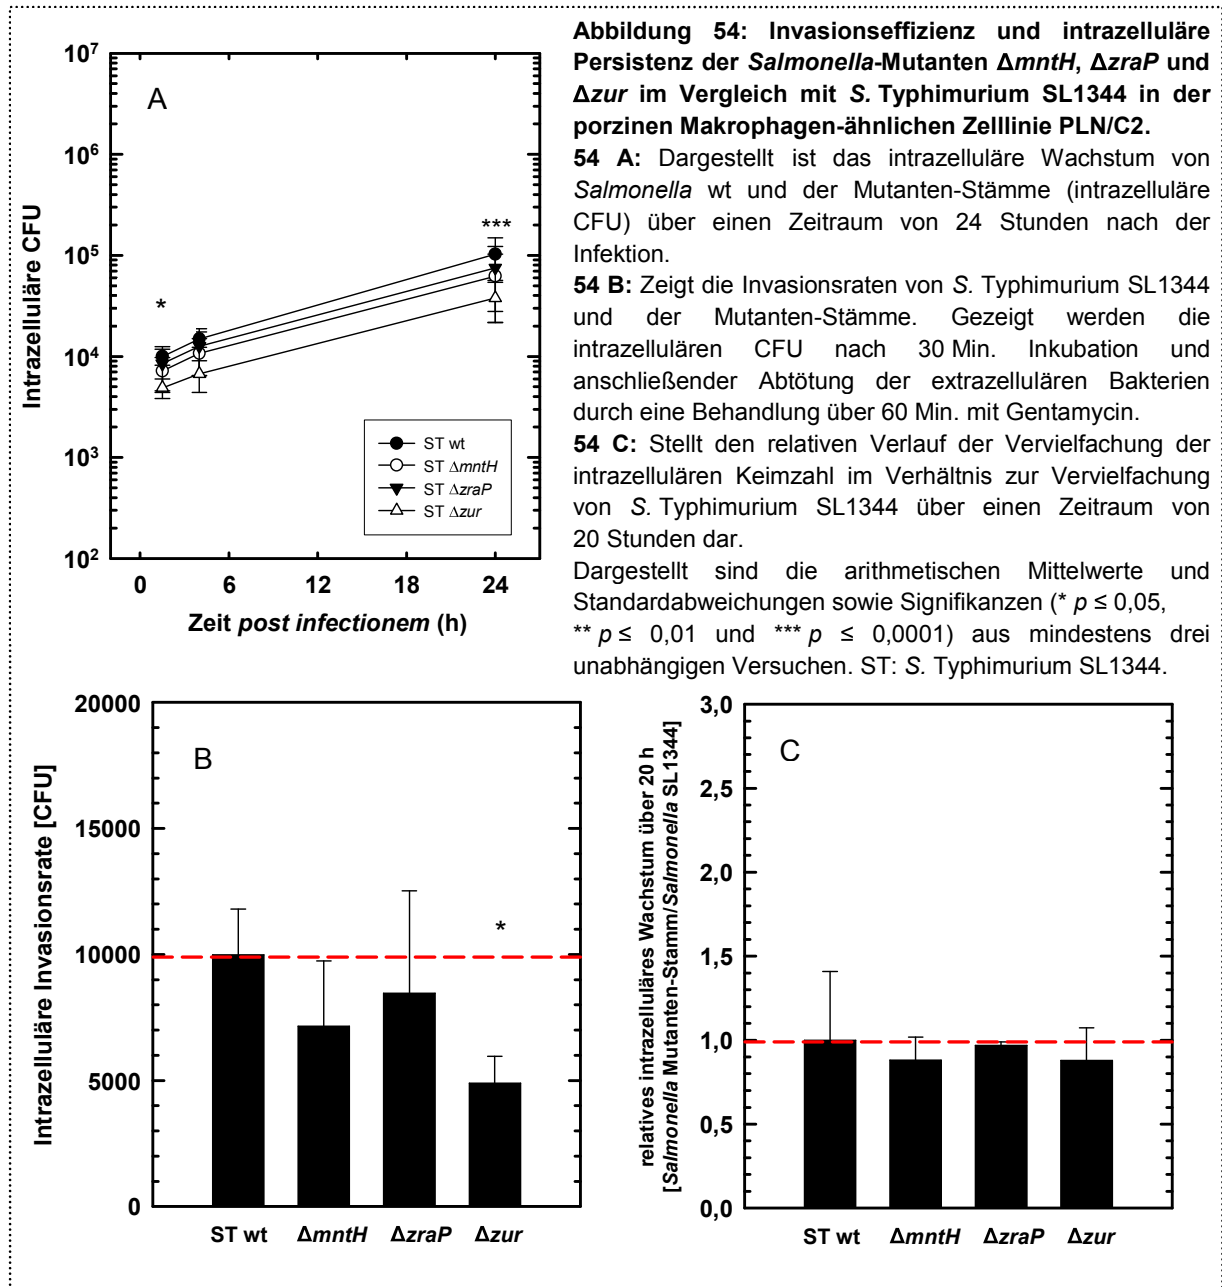 Abbildung 54: Invasionseffizienz und intrazelluläre
Persistenz der Salmonella-Mutanten ΔmntH, ΔzraP und
Δzur im Vergleich mit S. Typhimurium SL1344 in der
porzinen Makrophagen-ähnlichen Zelllinie PLN/C2.
54 A: Dargestellt ist das intrazelluläre Wachstum von
Salmonella wt und der Mutanten-Stämme (intrazelluläre
CFU) über einen Zeitraum von 24 Stunden nach der
Infektion.
54 B: Zeigt die Invasionsraten von S. Typhimurium SL1344
und der Mutanten-Stämme. Gezeigt werden die
intrazellulären CFU nach 30 Min. Inkubation und
anschließender Abtötung der extrazellulären Bakterien
durch eine Behandlung über 60 Min. mit Gentamycin.
54 C: Stellt den relativen Verlauf der Vervielfachung der
intrazellulären Keimzahl im Verhältnis zur Vervielfachung
von S. Typhimurium SL1344 über einen Zeitraum von
20 Stunden dar.
Dargestellt sind die arithmetischen Mittelwerte und
Standardabweichungen sowie Signifikanzen (* p ≤ 0,05,
** p ≤ 0,01 und *** p ≤ 0,0001) aus mindestens drei
unabhängigen Versuchen. ST: S. Typhimurium SL1344.
A
Intrazelluläre CFU
10⁷
10⁶
10⁵
10⁴
10³
10²
*
***
ST wt
ST ΔmntH
ST ΔzraP
ST Δzur
0 6 12 18 24
Zeit post infectionem (h)
B
Intrazelluläre Invasionsrate [CFU]
20000
15000
10000
5000
0
*
ST wt ΔmntH ΔzraP Δzur
C
relatives intrazelluläres Wachstum über 20 h
[Salmonella Mutanten-Stamm/Salmonella SL1344]
3,0
2,5
2,0
1,5
1,0
0,5
0,0
ST wt ΔmntH ΔzraP Δzur